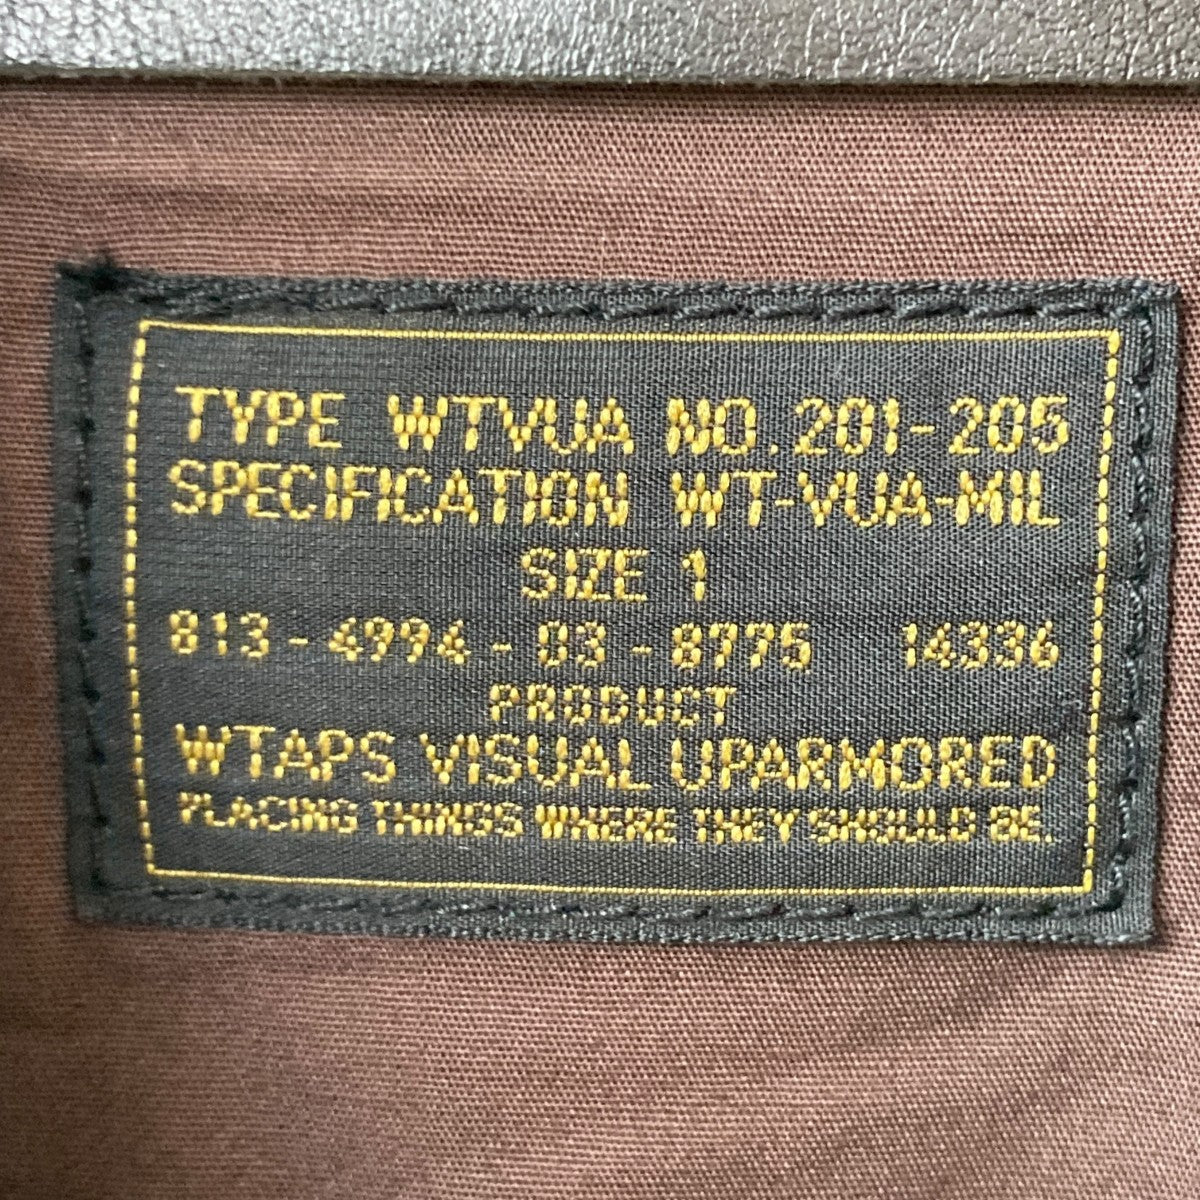 TYPE WTVUA NO.201-205
SPECIFICATION WT-VUA-MIL
SIZE 1
813 - 4994 - 03 - 8775 14336
PRODUCT
WTAPS VISUAL UPARMORED
PLACING THINGS WHERE THEY SHOULD BE.